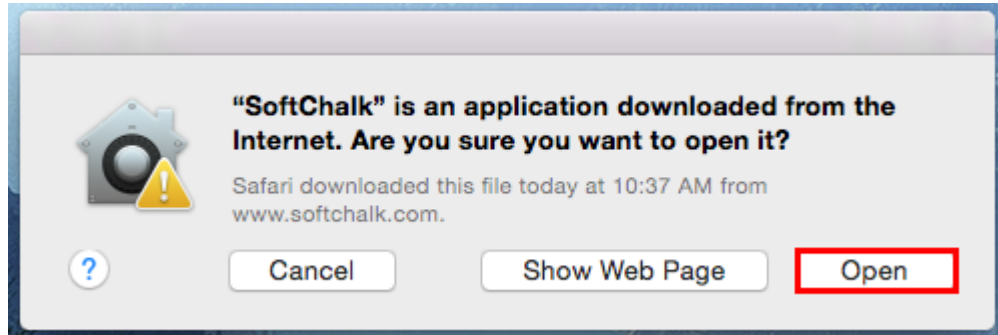 “SoftChalk” is an application downloaded from the
Internet. Are you sure you want to open it?
Safari downloaded this file today at 10:37 AM from
www.softchalk.com.
? Cancel Show Web Page Open